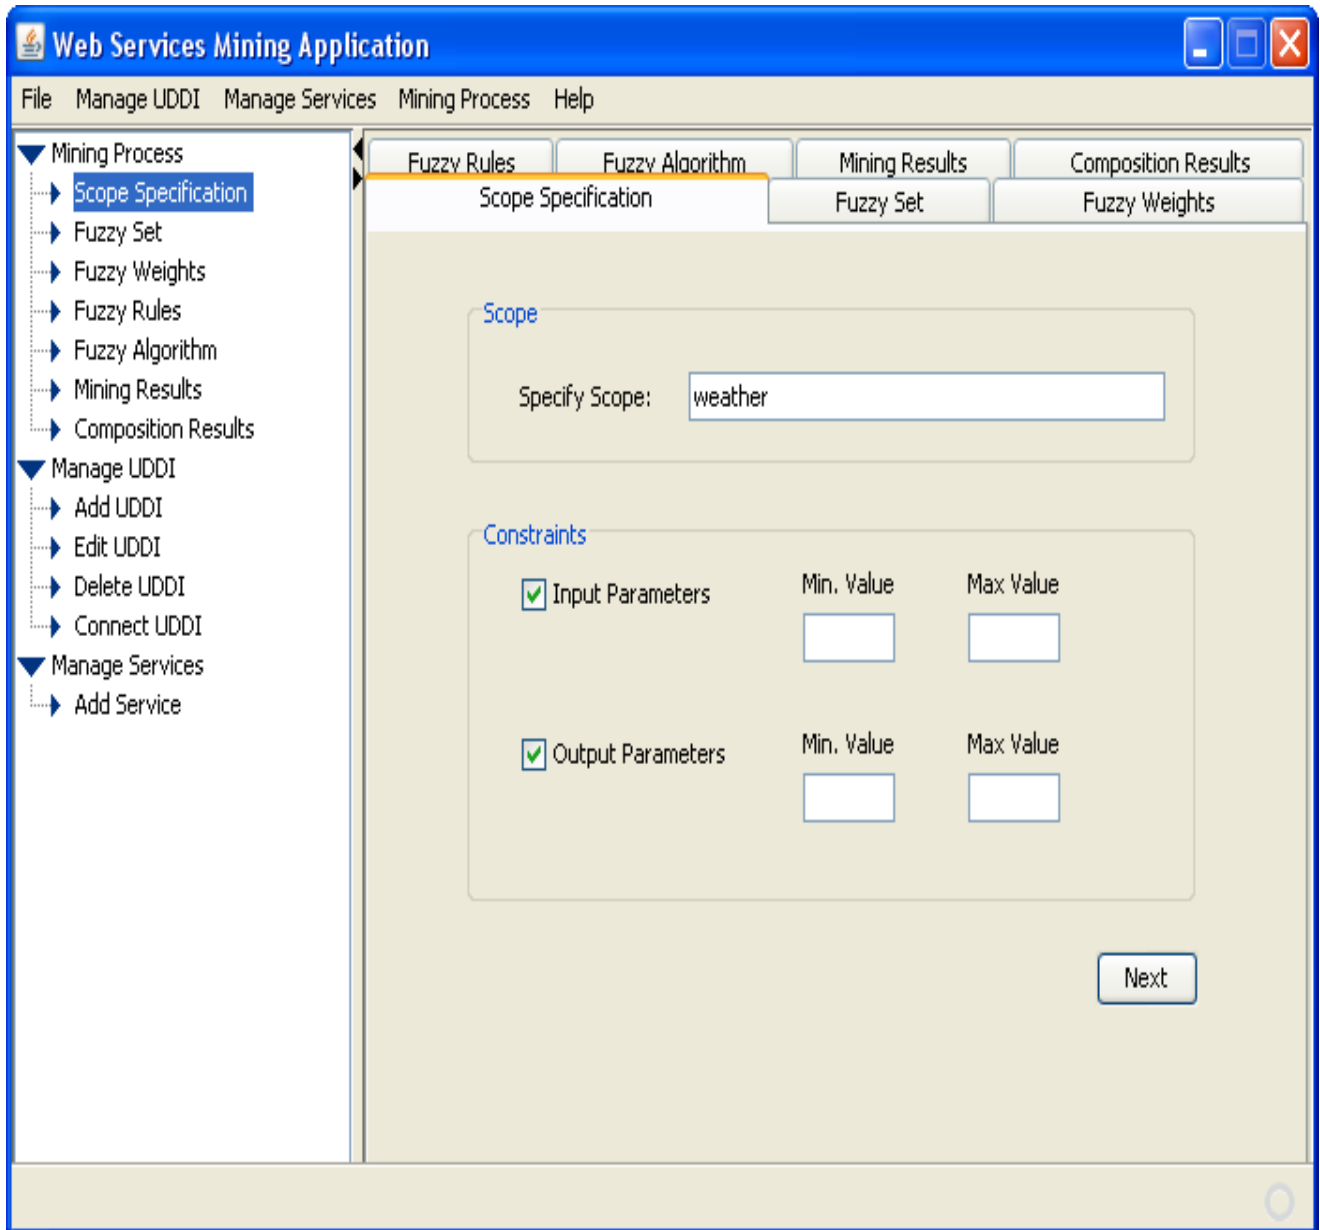 Web Services Mining Application
File Manage UDDI Manage Services Mining Process Help
Mining Process
Scope Specification
Fuzzy Set
Fuzzy Weights
Fuzzy Rules
Fuzzy Algorithm
Mining Results
Composition Results
Manage UDDI
Add UDDI
Edit UDDI
Delete UDDI
Connect UDDI
Manage Services
Add Service
Fuzzy Rules Fuzzy Algorithm Mining Results Composition Results
Scope Specification Fuzzy Set Fuzzy Weights
Scope
Specify Scope: weather
Constraints
Input Parameters Min. Value Max Value
Output Parameters Min. Value Max Value
Next